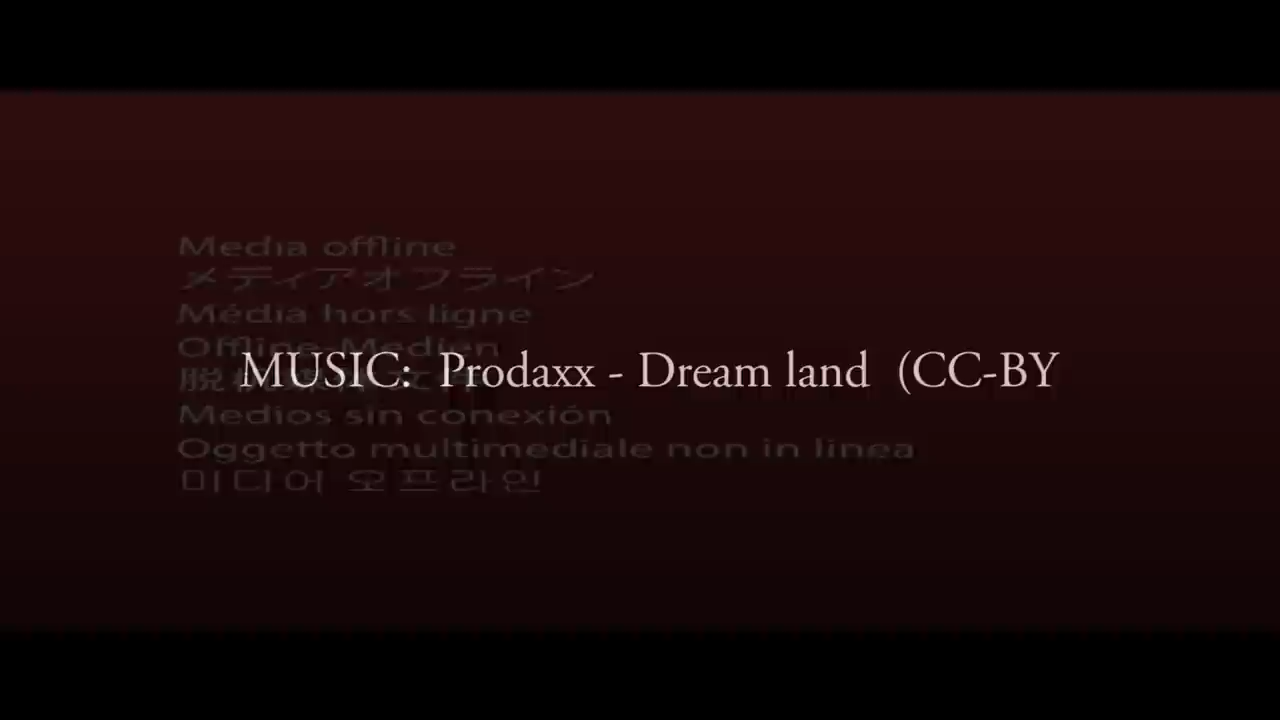 Media offline
メディアオフライン
Média hors ligne
Offline-Medien
MUSIC: Prodaxx - Dream land (CC-BY
脱
Medios sin conexión
Oggetto multimediale non in linea
미디어 오프라인